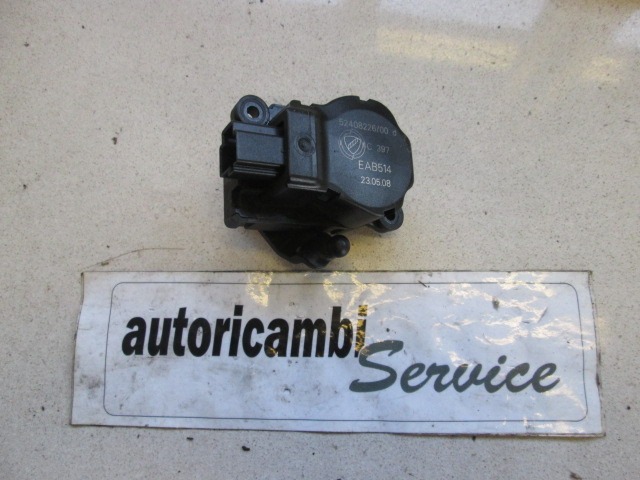 52408226/00 d
C 397
EAB514
23.05.08
autoricambi
Service